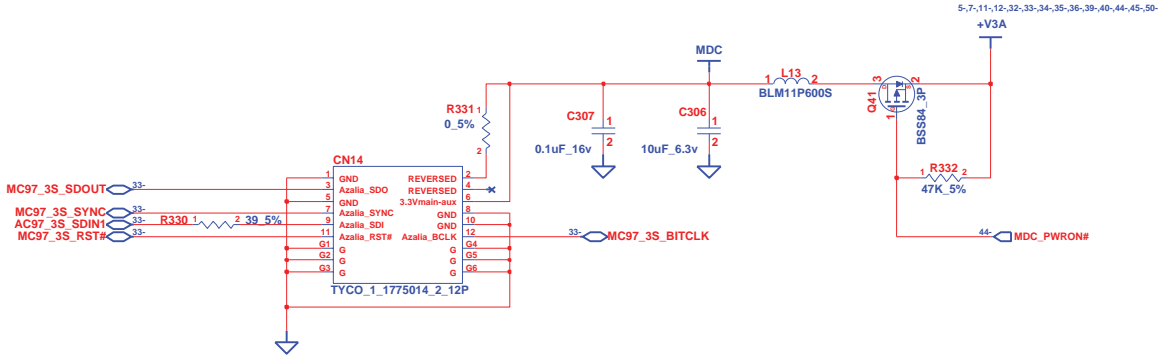 5-,7-,11-,12-,32-,33-,34-,35-,36-,39-,40-,44-,45-,50-
+V3A
MDC
1 L13 2
BLM11P600S
3 2
D S
G
Q41
1
BSS84_3P
R331 1
0_5%
2
C307
1
2
0.1uF_16v
C306
1
2
10uF_6.3v
R332
1 2
47K_5%
44- MDC_PWRON#
CN14
1 GND REVERSED 2
MC97_3S_SDOUT 33- 3 Azalia_SDO REVERSED 4
5 GND 3.3Vmain-aux 6
MC97_3S_SYNC 33- 7 Azalia_SYNC GND 8
AC97_3S_SDIN1 33- R330 1 2 39_5% 9 Azalia_SDI GND 10
MC97_3S_RST# 33- 11 Azalia_RST# Azalia_BCLK 12 33- MC97_3S_BITCLK
G1 G G G4
G2 G G G5
G3 G G G6
TYCO_1_1775014_2_12P